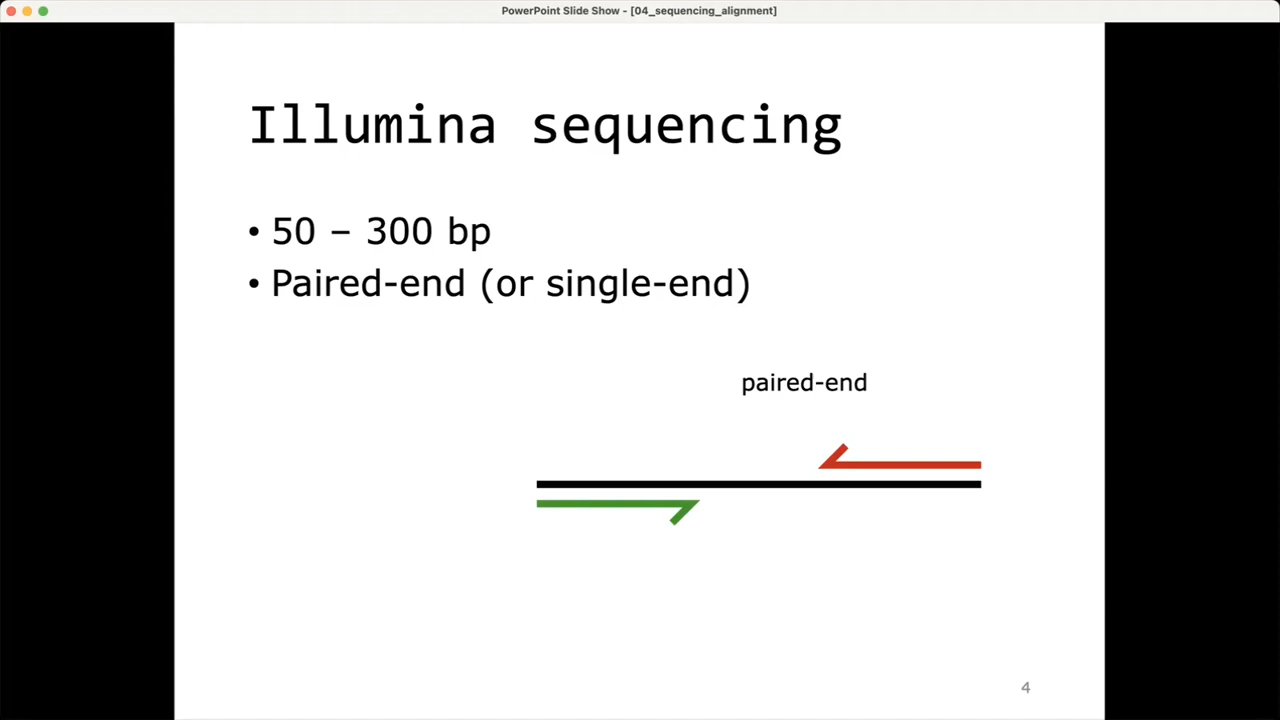 PowerPoint Slide Show - [04_sequencing_alignment]
Illumina sequencing
• 50 – 300 bp
• Paired-end (or single-end)
paired-end
4